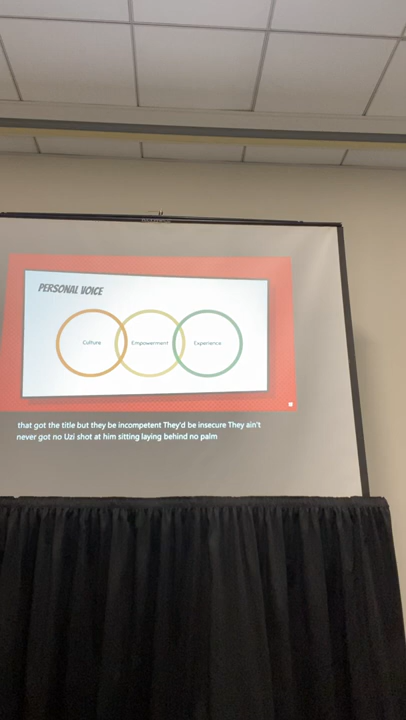 PERSONAL VOICE
Culture
Empowerment
Experience
that got the title but they be incompetent They'd be insecure They ain't
never got no Uzi shot at him sitting laying behind no palm